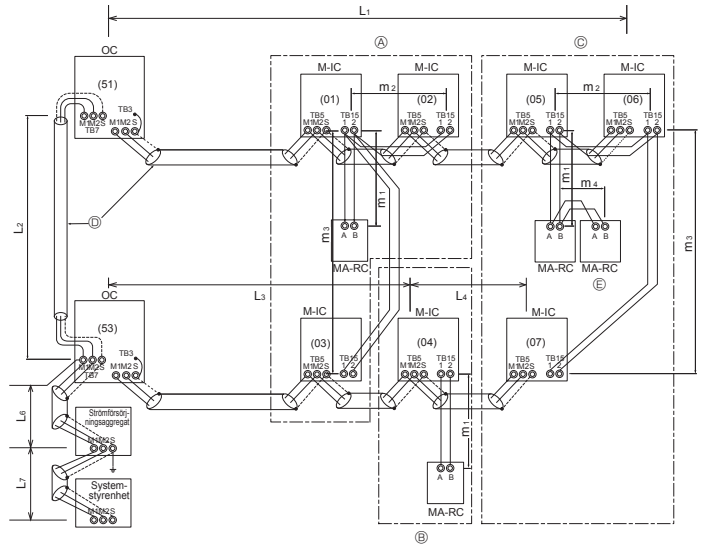 L1
Ⓐ
Ⓒ
OC
M-IC
M-IC
M-IC
M-IC
(51)
(01)
m2
(02)
(05)
m2
(06)
TB3
TB5
TB15
TB5
TB15
TB5
TB15
TB5
TB15
M1M2S
M1M2S
M1M2S
1 2
M1M2S
1 2
M1M2S
1 2
M1M2S
1 2
TB7
m1
m1
m4
L2
Ⓓ
m3
m3
A B
A B
A B
MA-RC
MA-RC
MA-RC
Ⓔ
OC
L3
L4
M-IC
M-IC
M-IC
(53)
(03)
(04)
(07)
TB3
TB5
TB15
TB5
TB15
TB5
TB15
M1M2S
M1M2S
M1M2S
1 2
M1M2S
1 2
M1M2S
1 2
TB7
L6
Strömförsörj-
ningsaggregat
M1M2S
m1
L7
System-
styrenhet
M1M2S
A B
MA-RC
Ⓑ